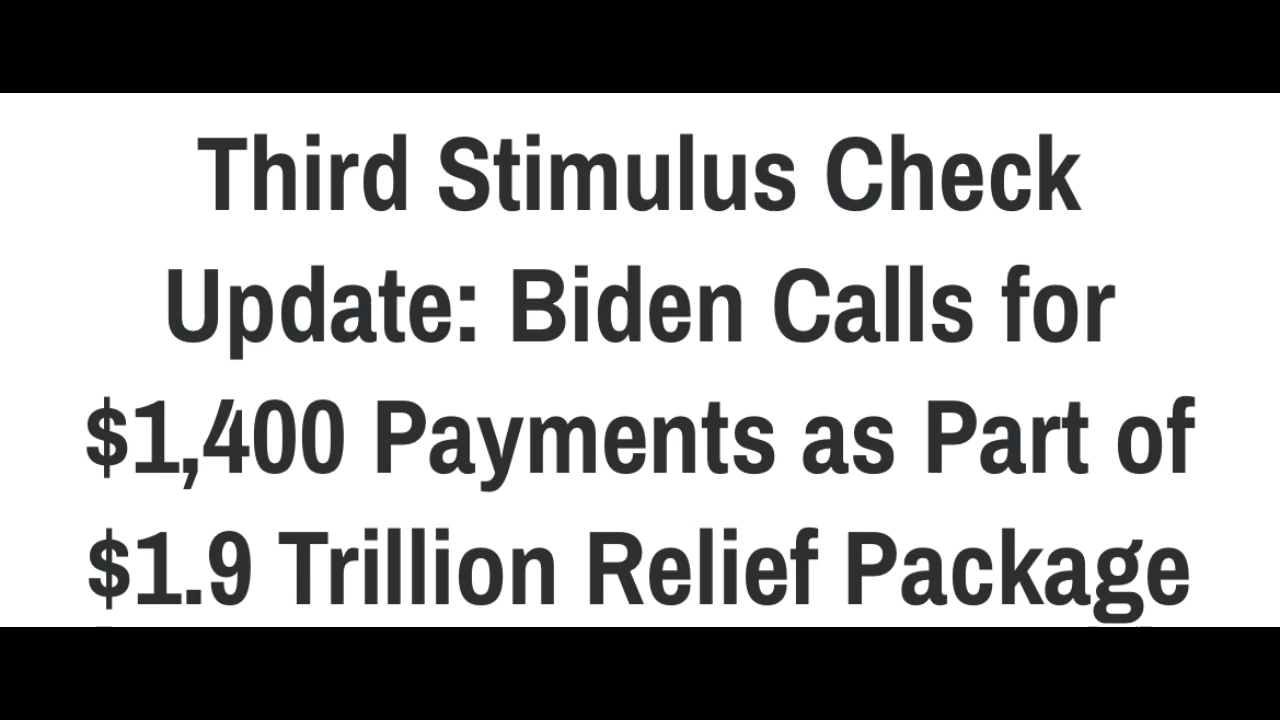 Third Stimulus Check
Update: Biden Calls for
$1,400 Payments as Part of
$1.9 Trillion Relief Package